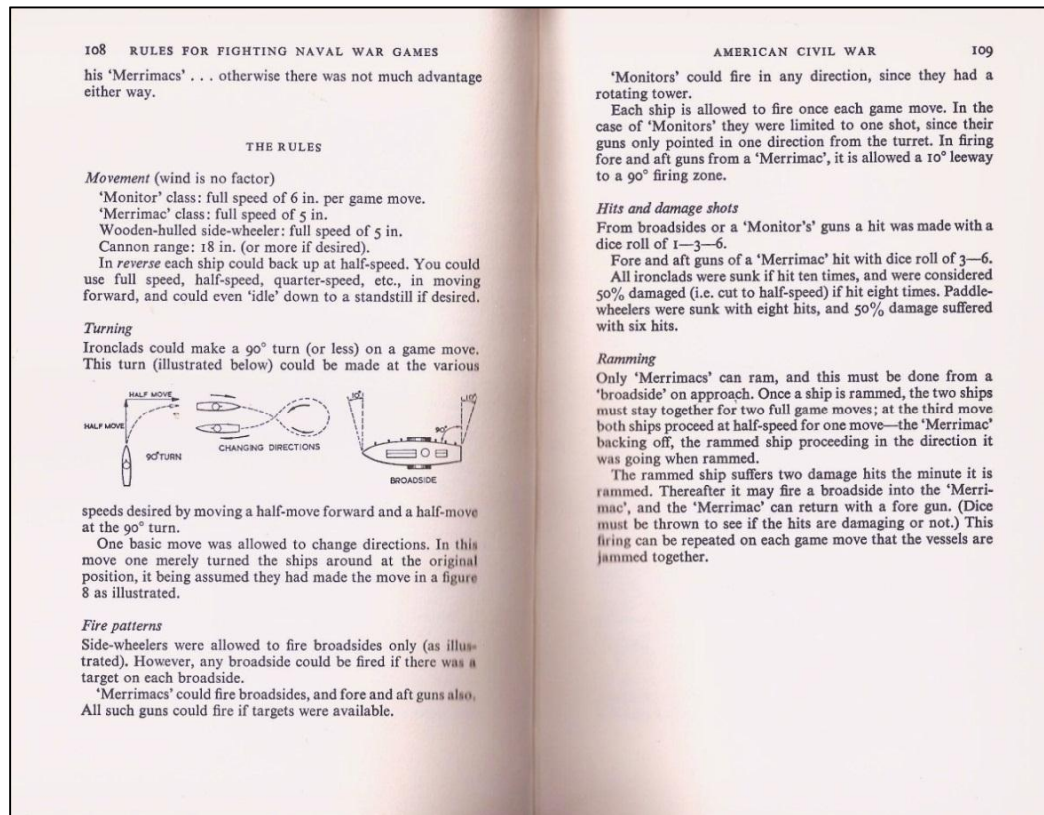 108 RULES FOR FIGHTING NAVAL WAR GAMES
his ‘Merrimacs’ . . . otherwise there was not much advantage
either way.
THE RULES
Movement (wind is no factor)
‘Monitor’ class: full speed of 6 in. per game move.
‘Merrimac’ class: full speed of 5 in.
Wooden-hulled side-wheeler: full speed of 5 in.
Cannon range: 18 in. (or more if desired).
In reverse each ship could back up at half-speed. You could
use full speed, half-speed, quarter-speed, etc., in moving
forward, and could even ‘idle’ down to a standstill if desired.
Turning
Ironclads could make a 90° turn (or less) on a game move.
This turn (illustrated below) could be made at the various
HALF MOVE
HALF MOVE
90° TURN
CHANGING DIRECTIONS
10°
10°
90°
BROADSIDE
speeds desired by moving a half-move forward and a half-move
at the 90° turn.
One basic move was allowed to change directions. In this
move one merely turned the ships around at the original
position, it being assumed they had made the move in a figure
8 as illustrated.
Fire patterns
Side-wheelers were allowed to fire broadsides only (as illus-
trated). However, any broadside could be fired if there was a
target on each broadside.
‘Merrimacs’ could fire broadsides, and fore and aft guns also.
All such guns could fire if targets were available.
AMERICAN CIVIL WAR 109
‘Monitors’ could fire in any direction, since they had a
rotating tower.
Each ship is allowed to fire once each game move. In the
case of ‘Monitors’ they were limited to one shot, since their
guns only pointed in one direction from the turret. In firing
fore and aft guns from a ‘Merrimac’, it is allowed a 10° leeway
to a 90° firing zone.
Hits and damage shots
From broadsides or a ‘Monitor's’ guns a hit was made with a
dice roll of 1—3—6.
Fore and aft guns of a ‘Merrimac’ hit with dice roll of 3—6.
All ironclads were sunk if hit ten times, and were considered
50% damaged (i.e. cut to half-speed) if hit eight times. Paddle-
wheelers were sunk with eight hits, and 50% damage suffered
with six hits.
Ramming
Only ‘Merrimacs’ can ram, and this must be done from a
‘broadside’ on approach. Once a ship is rammed, the two ships
must stay together for two full game moves; at the third move
both ships proceed at half-speed for one move—the ‘Merrimac’
backing off, the rammed ship proceeding in the direction it
was going when rammed.
The rammed ship suffers two damage hits the minute it is
rammed. Thereafter it may fire a broadside into the ‘Merri-
mac’, and the ‘Merrimac’ can return with a fore gun. (Dice
must be thrown to see if the hits are damaging or not.) This
firing can be repeated on each game move that the vessels are
jammed together.